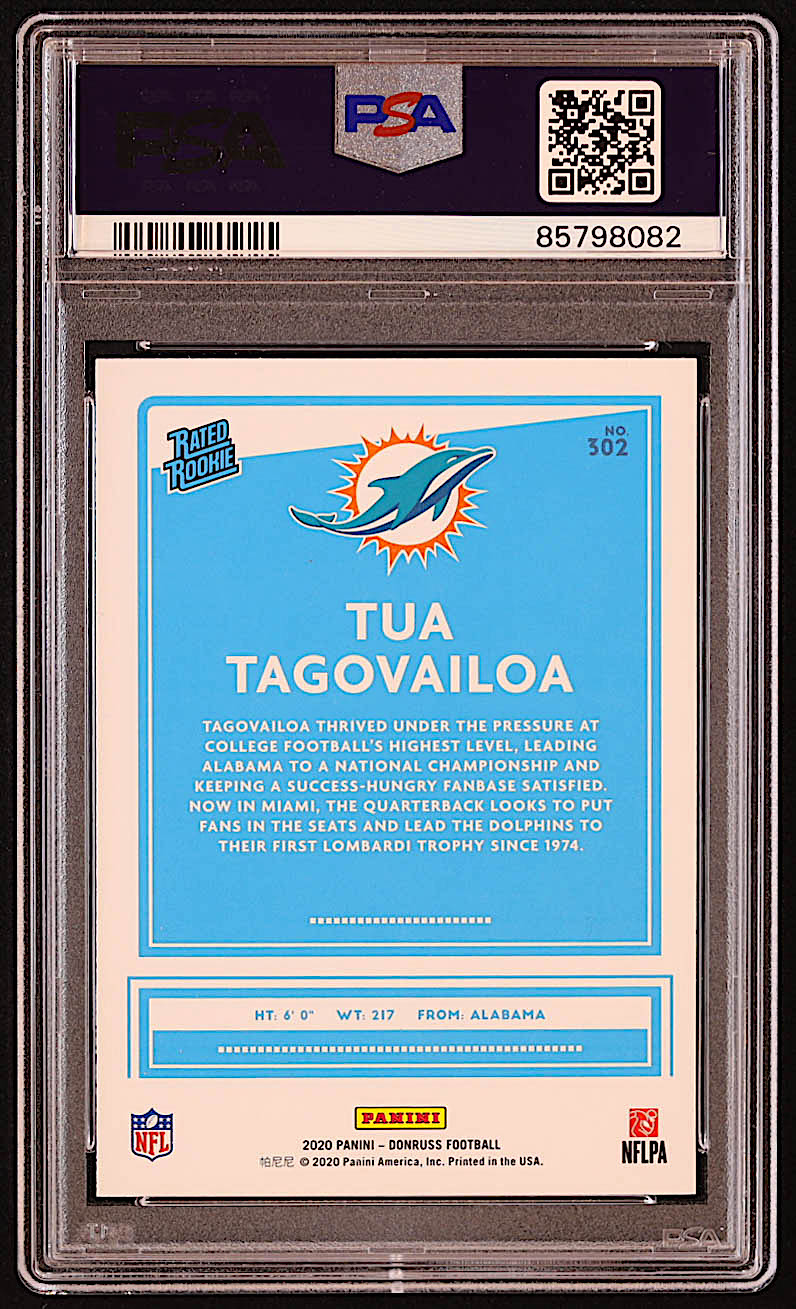 PSA
PSA
85798082
RATED
ROOKIE
NO.
302
TUA
TAGOVAILOA
TAGOVAILOA THRIVED UNDER THE PRESSURE AT
COLLEGE FOOTBALL'S HIGHEST LEVEL, LEADING
ALABAMA TO A NATIONAL CHAMPIONSHIP AND
KEEPING A SUCCESS-HUNGRY FANBASE SATISFIED.
NOW IN MIAMI, THE QUARTERBACK LOOKS TO PUT
FANS IN THE SEATS AND LEAD THE DOLPHINS TO
THEIR FIRST LOMBARDI TROPHY SINCE 1974.
HT: 6' 0" WT: 217 FROM: ALABAMA
PANINI
NFL
2020 PANINI – DONRUSS FOOTBALL
NFLPA
帕尼尼 © 2020 Panini America, Inc. Printed in the USA.
PSA